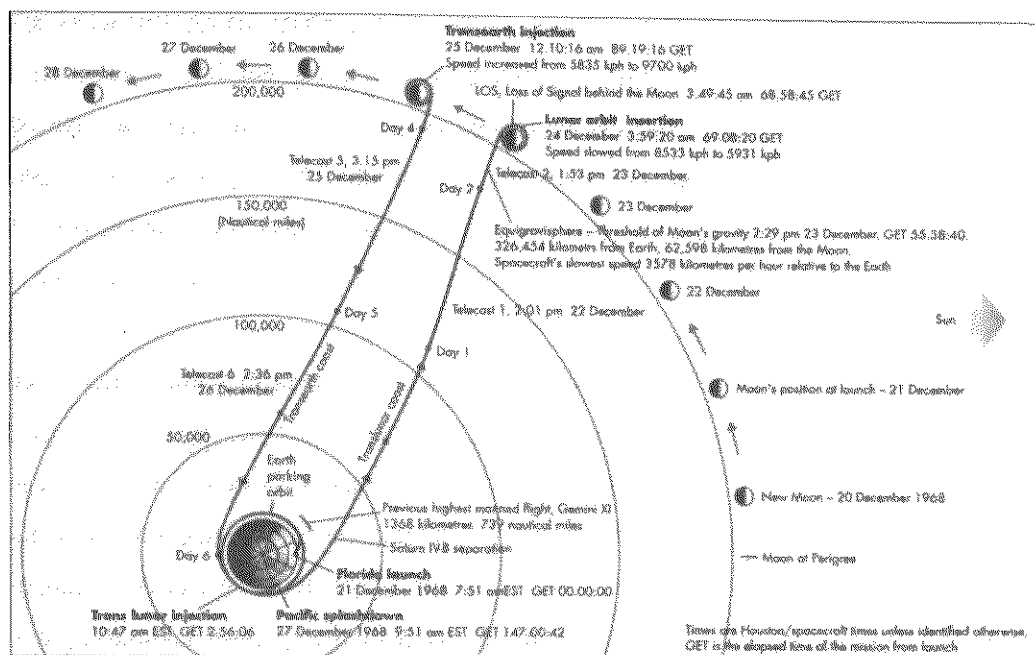 Transearth injection
25 December 12.10:16 am 89.19:16 GET
Speed increased from 5835 kph to 9700 kph
27 December
26 December
28 December
200,000
LOS, Loss of Signal behind the Moon 3.49:45 am 68.58:45 GET
Day 4
Lunar orbit insertion
24 December 3:59:20 am 69:08:20 GET
Speed slowed from 8533 kph to 5931 kph
Telecast 5, 3.15 pm
25 December
Telecast 2, 1:53 pm 23 December
Day 2
150,000
(Nautical miles)
23 December
Equigravisphere – Threshold of Moon's gravity 2:29 pm 23 December, GET 55.38:40.
326,454 kilometres from Earth, 62,598 kilometres from the Moon.
Spacecraft's slowest speed 3578 kilometres per hour relative to the Earth
22 December
Day 5
Telecast 1, 2:01 pm 22 December
100,000
Sun
Day 1
Telecast 6 2:36 pm
26 December
Transearth coast
Translunar coast
Moon's position at launch – 21 December
50,000
Earth
parking
orbit
New Moon – 20 December 1968
Previous highest manned flight, Gemini XI
1368 kilometres 739 nautical miles
Day 6
Saturn IVB separation
Moon at Perigree
Florida launch
21 December 1968 7:51 am EST GET 00.00:00
Trans lunar injection
10:47 am EST GET 2:56:06
Pacific splashdown
27 December 1968 9:51 am EST GET 147:00:42
Times are Houston/spacecraft times unless identified otherwise.
GET is the elapsed time of the mission from launch